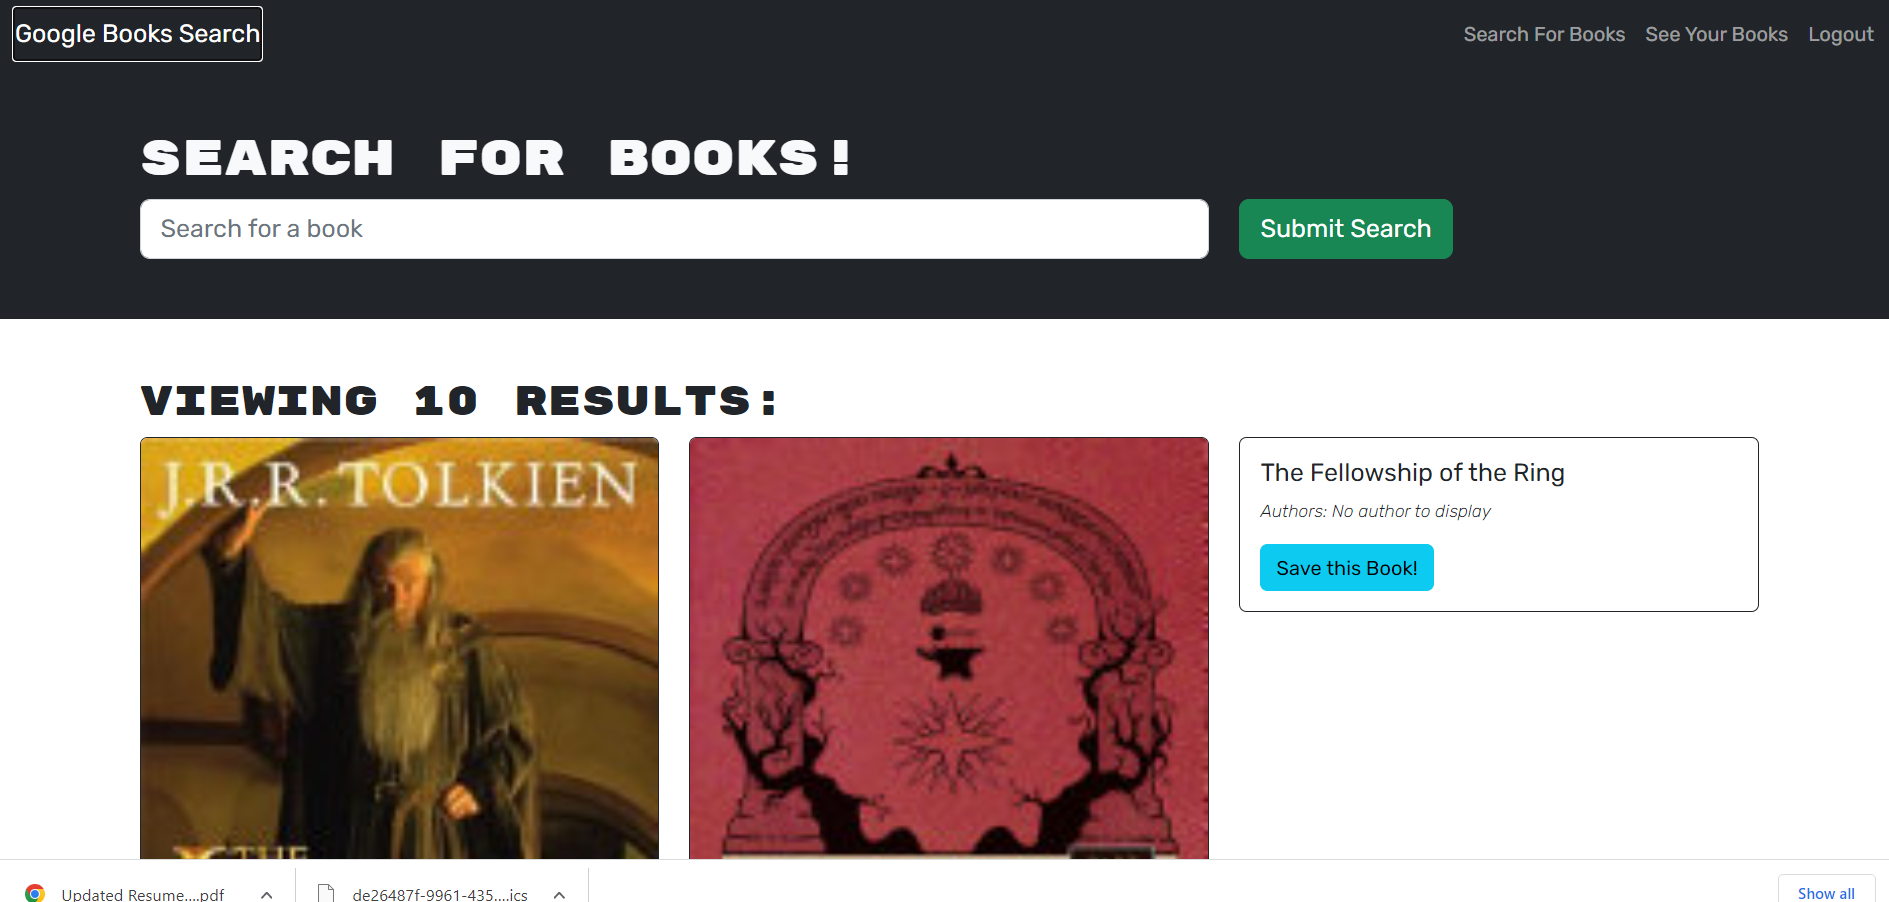 Google Books Search
Search For Books
See Your Books
Logout
SEARCH FOR BOOKS!
Search for a book
Submit Search
VIEWING 10 RESULTS:
J.R.R. TOLKIEN
THE
The Fellowship of the Ring
Authors: No author to display
Save this Book!
Updated Resume....pdf
de26487f-9961-435....ics
Show all